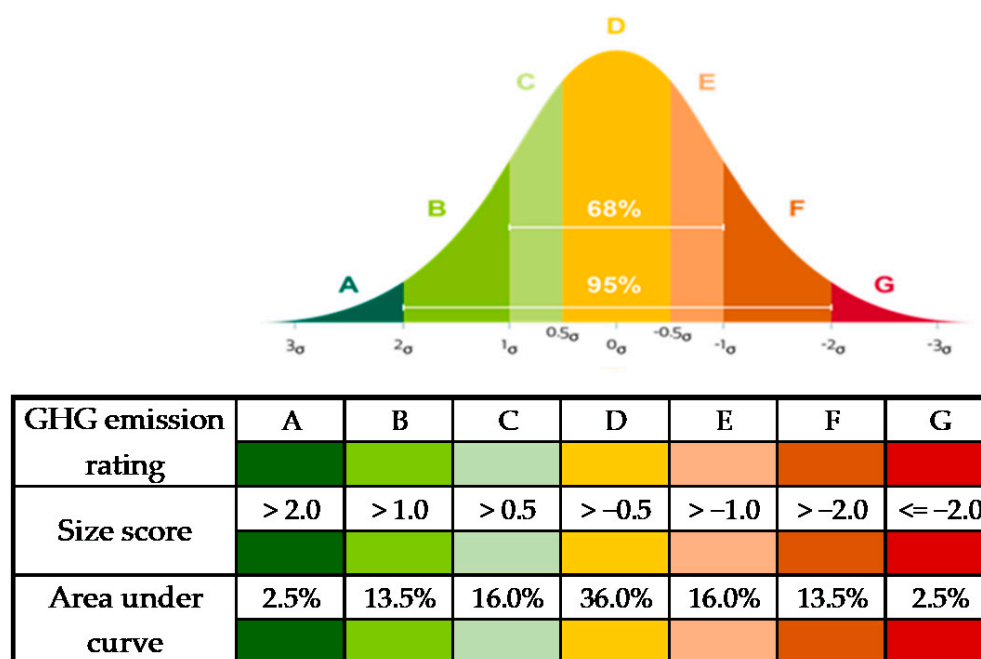 D
C
E
68%
B
F
95%
A
G
3σ 2σ 1σ 0.5σ 0σ -0.5σ -1σ -2σ -3σ
GHG emission rating A B C D E F G
Size score > 2.0 > 1.0 > 0.5 > −0.5 > −1.0 > −2.0 <= −2.0
Area under curve 2.5% 13.5% 16.0% 36.0% 16.0% 13.5% 2.5%